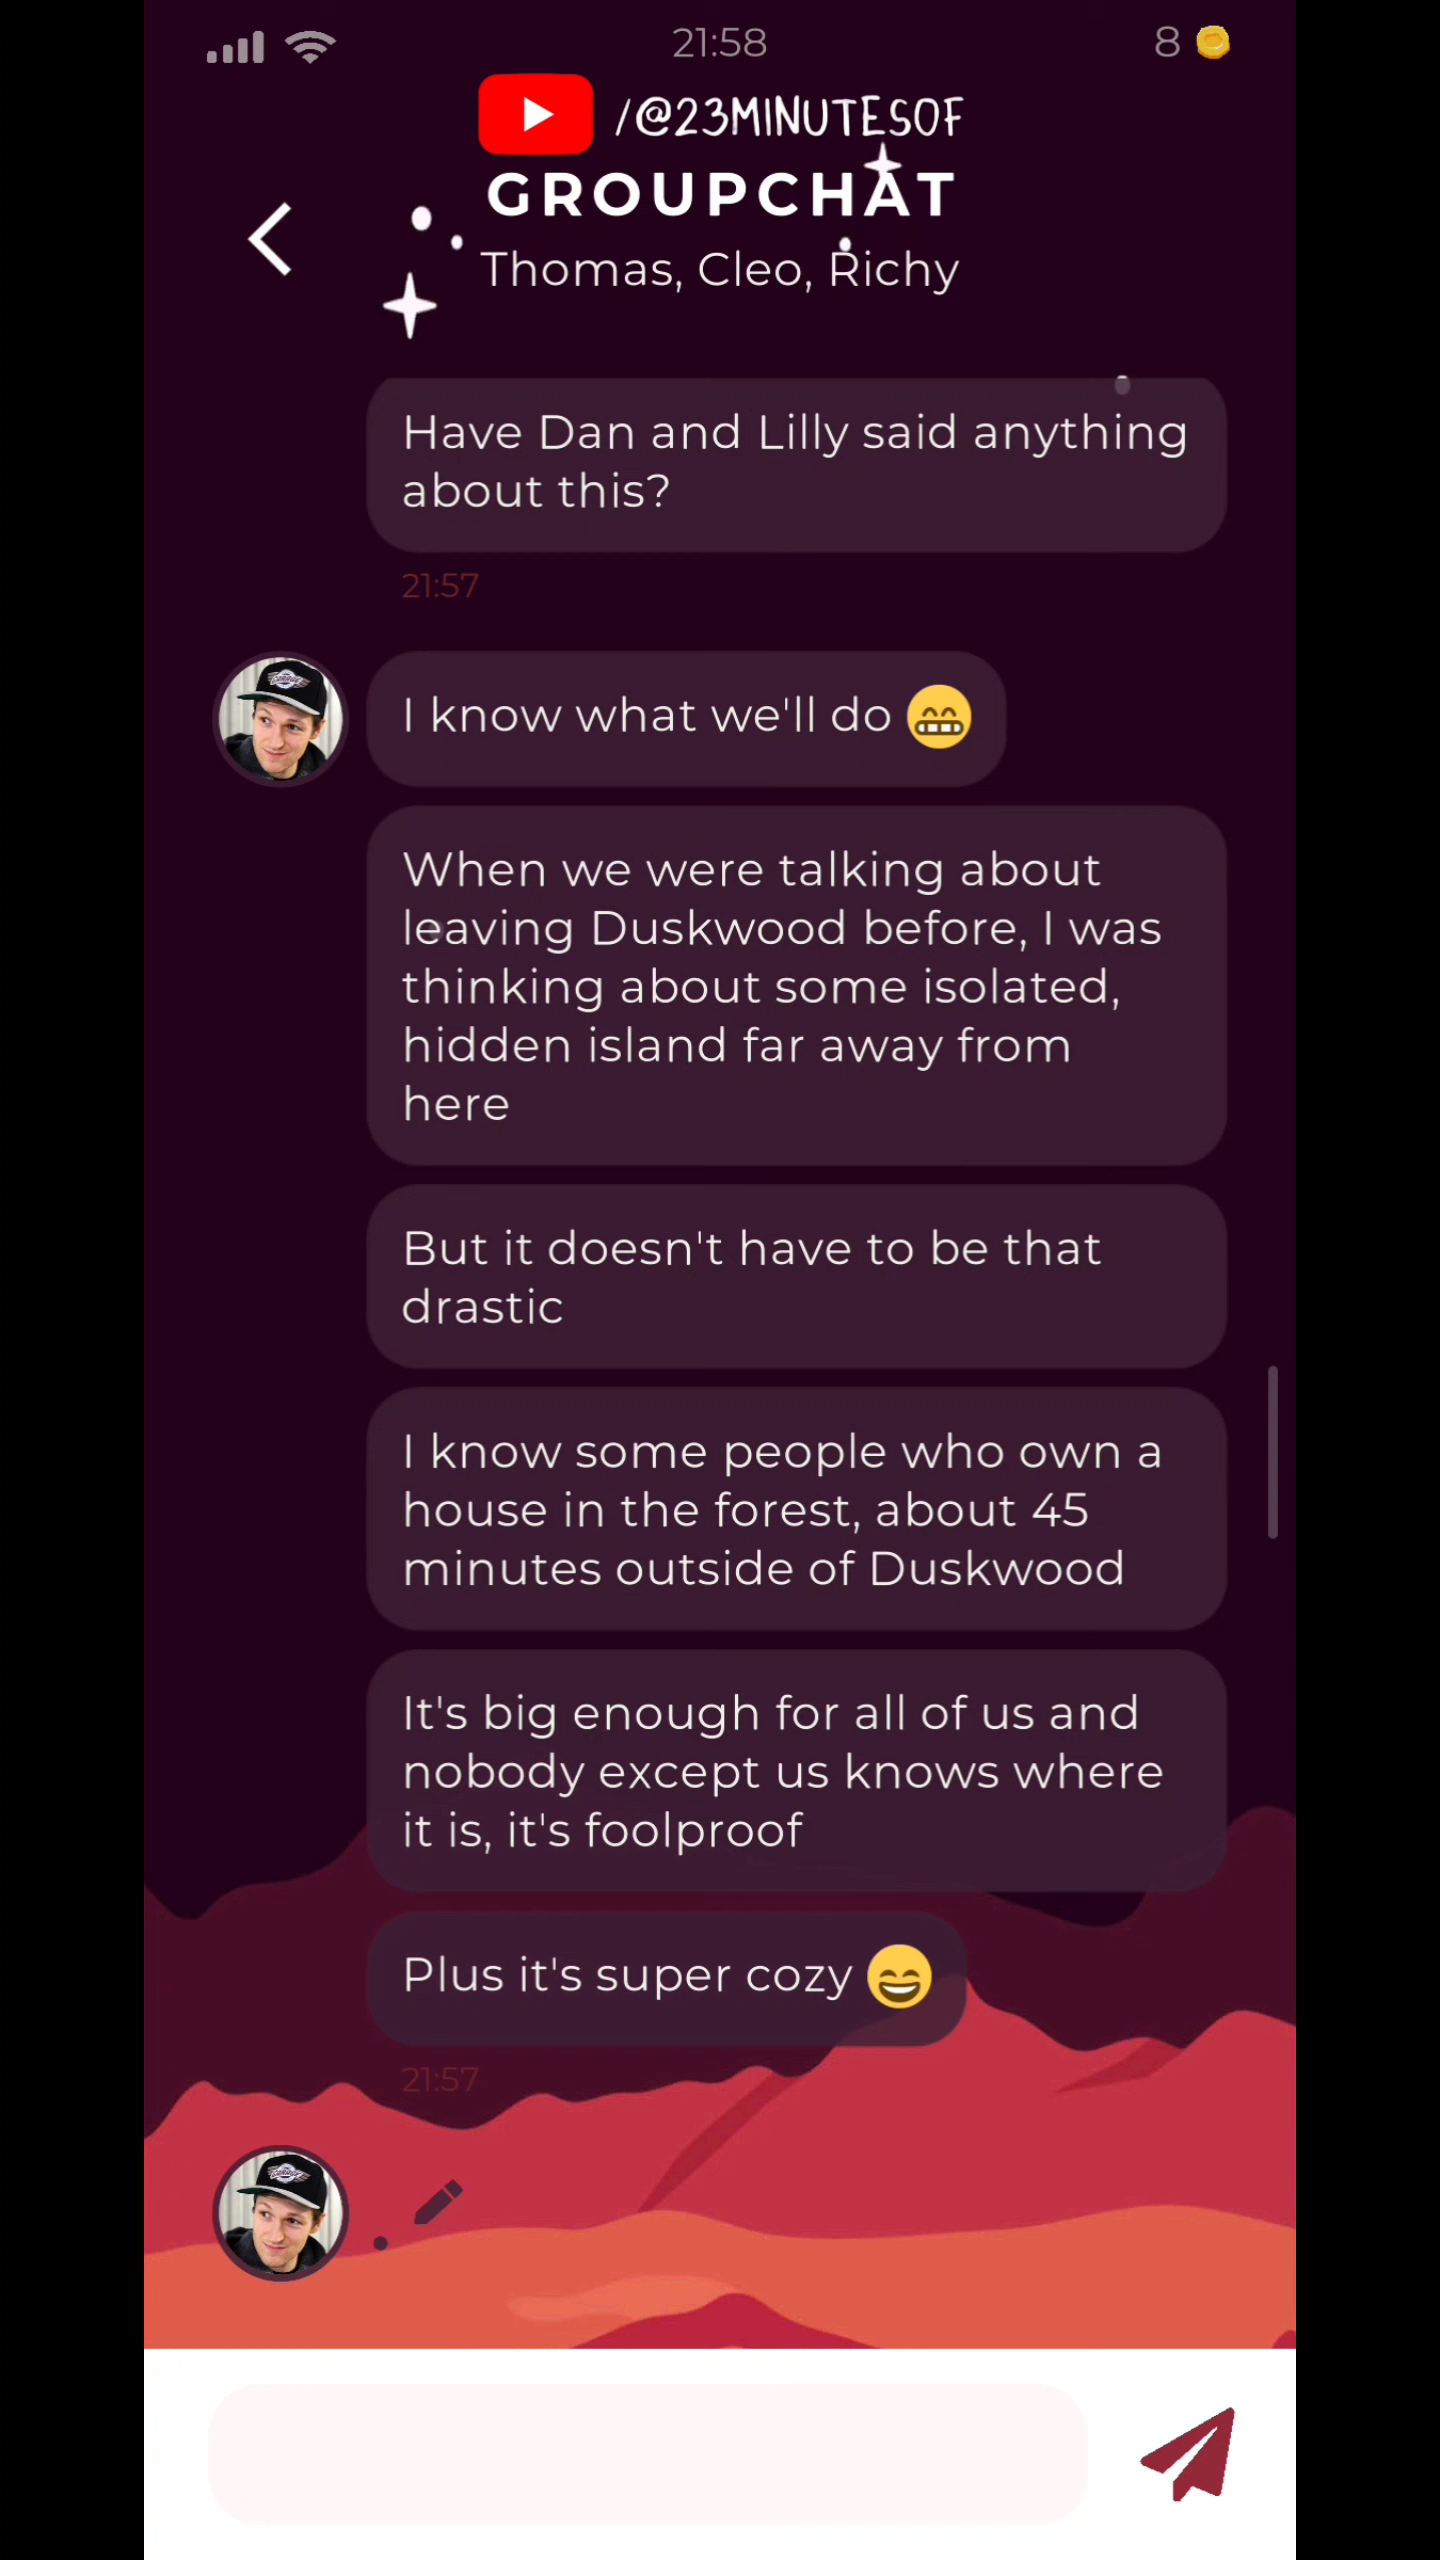 21:58
8
/@23MINUTESOF
GROUPCHAT
Thomas, Cleo, Richy
Have Dan and Lilly said anything
about this?
21:57
I know what we'll do 😁
When we were talking about
leaving Duskwood before, I was
thinking about some isolated,
hidden island far away from
here
But it doesn't have to be that
drastic
I know some people who own a
house in the forest, about 45
minutes outside of Duskwood
It's big enough for all of us and
nobody except us knows where
it is, it's foolproof
Plus it's super cozy 😄
21:57